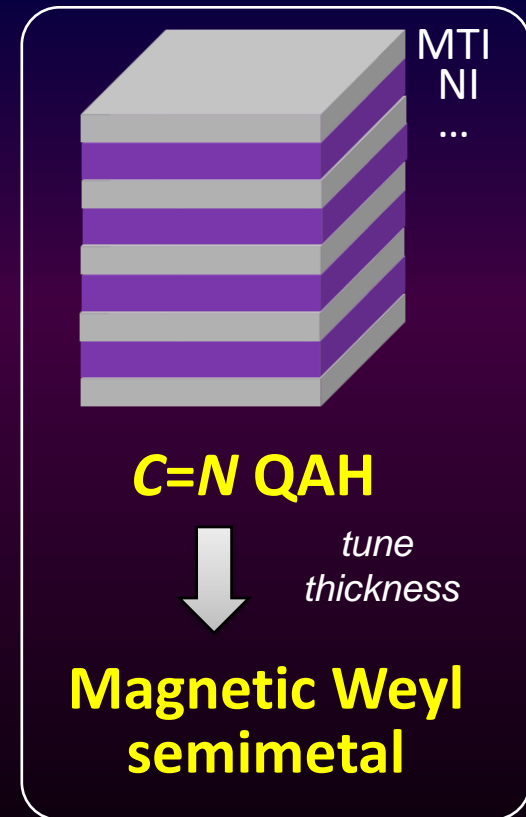 MTI
NI
...
C=N QAH
tune
thickness
Magnetic Weyl
semimetal